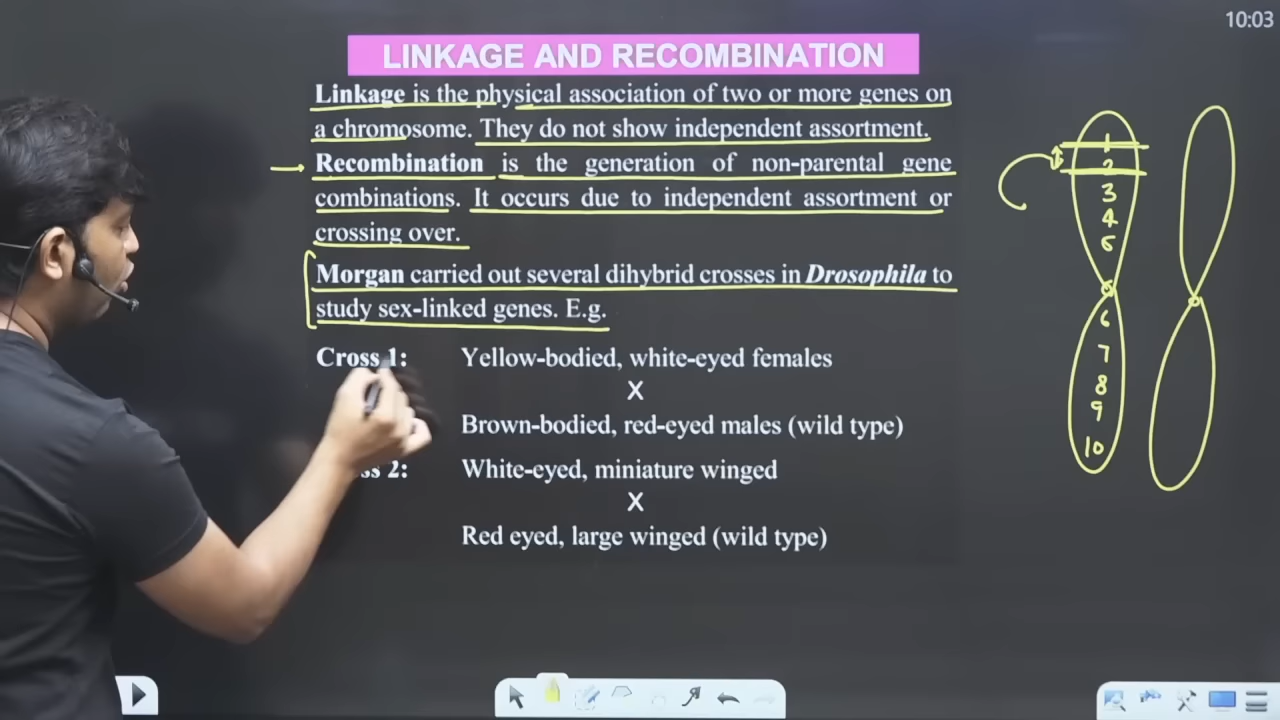 10:03
LINKAGE AND RECOMBINATION
Linkage is the physical association of two or more genes on
a chromosome. They do not show independent assortment.
Recombination is the generation of non-parental gene
combinations. It occurs due to independent assortment or
crossing over.
Morgan carried out several dihybrid crosses in Drosophila to
study sex-linked genes. E.g.
Cross 1: Yellow-bodied, white-eyed females
X
Brown-bodied, red-eyed males (wild type)
ss 2: White-eyed, miniature winged
X
Red eyed, large winged (wild type)
1
2
3
4
5
6
7
8
9
10